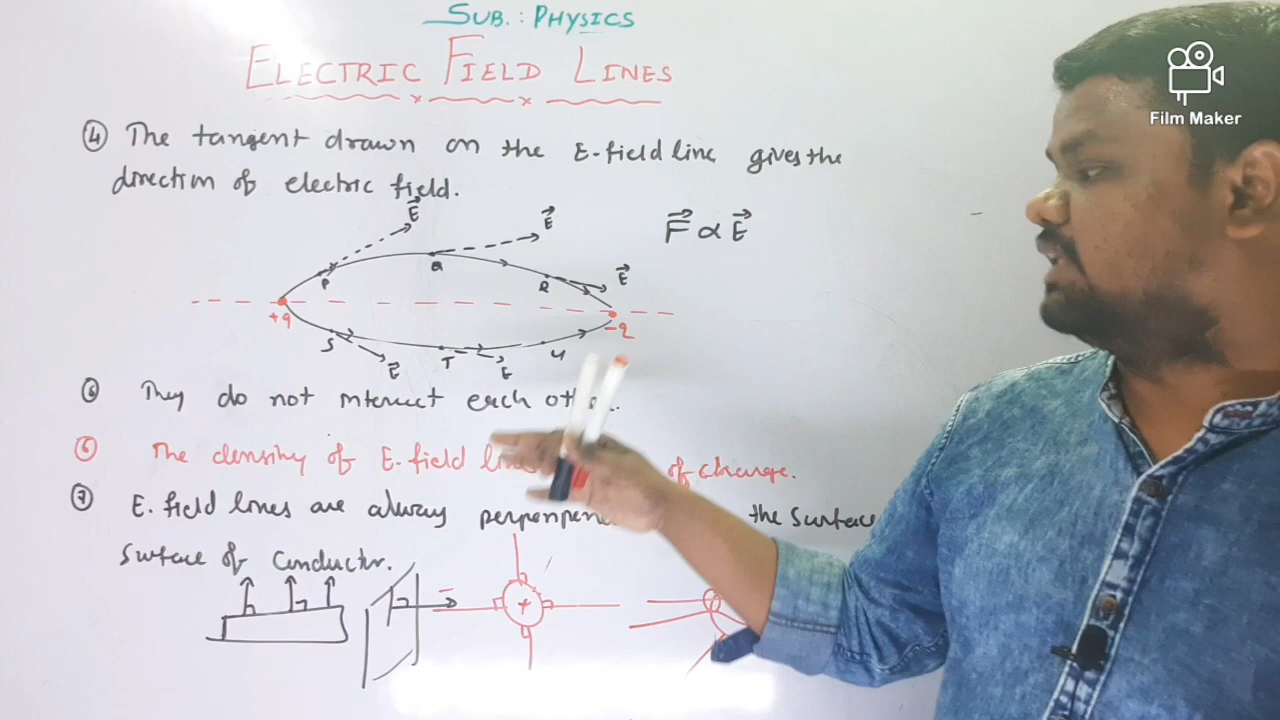 SUB. : PHYSICS
ELECTRIC FIELD LINES
④ The tangent drawn on the E-field line gives the
direction of electric field.
E E F ∝ E
P Q R E
+q -q
S E T E U
They do not intersect each other.
⑥ The density of E-field of charge.
⑦ E. field lines are always the surface
surface of conductor.
+
Film Maker